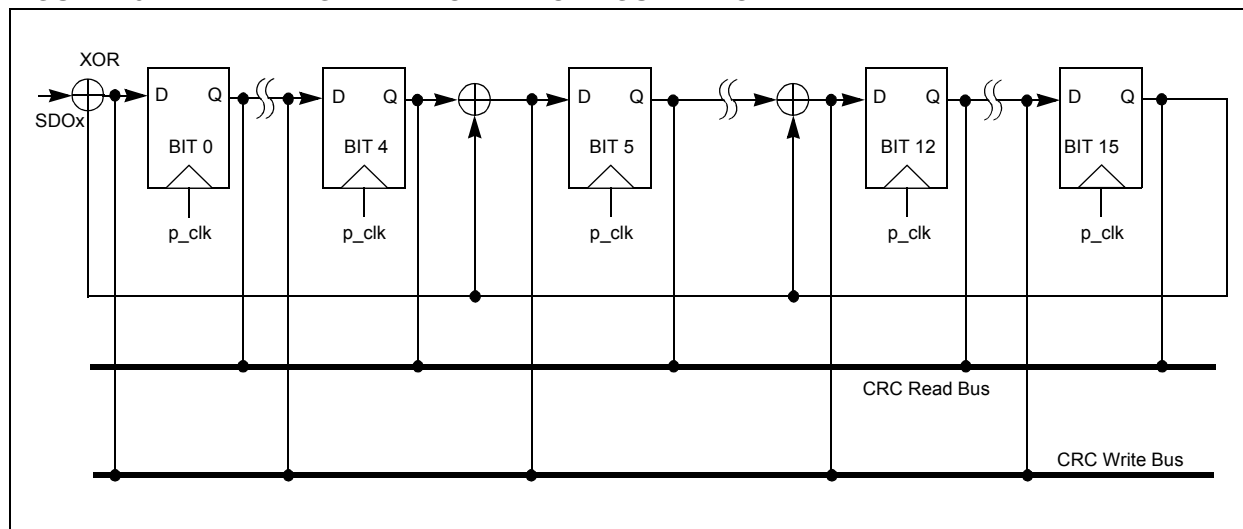 XOR
SDOx
D Q D Q D Q D Q D Q
BIT 0 BIT 4 BIT 5 BIT 12 BIT 15
p_clk p_clk p_clk p_clk p_clk
CRC Read Bus
CRC Write Bus